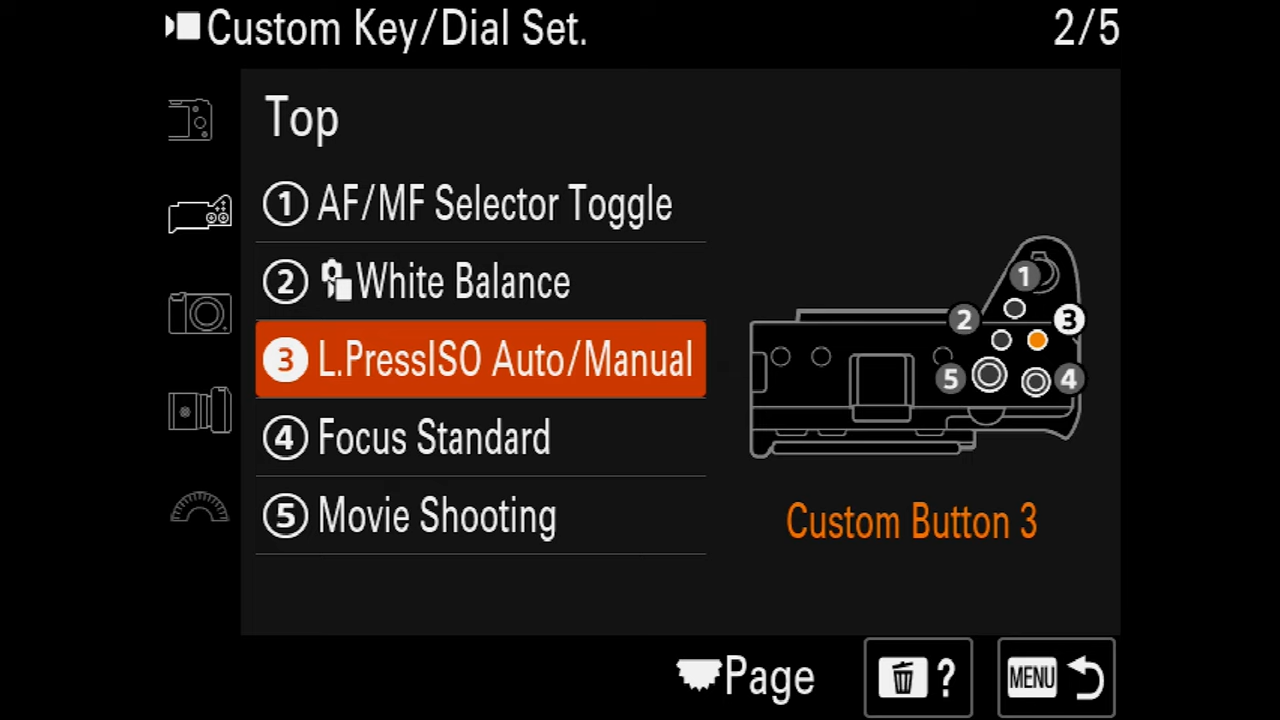 Custom Key/Dial Set. 2/5
Top
1 AF/MF Selector Toggle
2 White Balance
3 L.PressISO Auto/Manual
4 Focus Standard
5 Movie Shooting
1
2 3
5 4
Custom Button 3
Page ? MENU